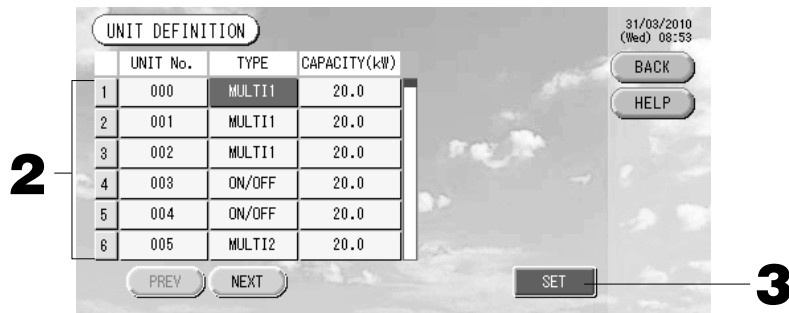 UNIT DEFINITION
31/03/2010
(Wed) 08:53
UNIT No. TYPE CAPACITY(kW)
BACK
1 000 MULTI1 20.0
HELP
2 001 MULTI1 20.0
3 002 MULTI1 20.0
2
4 003 ON/OFF 20.0
5 004 ON/OFF 20.0
6 005 MULTI2 20.0
PREV NEXT SET
3